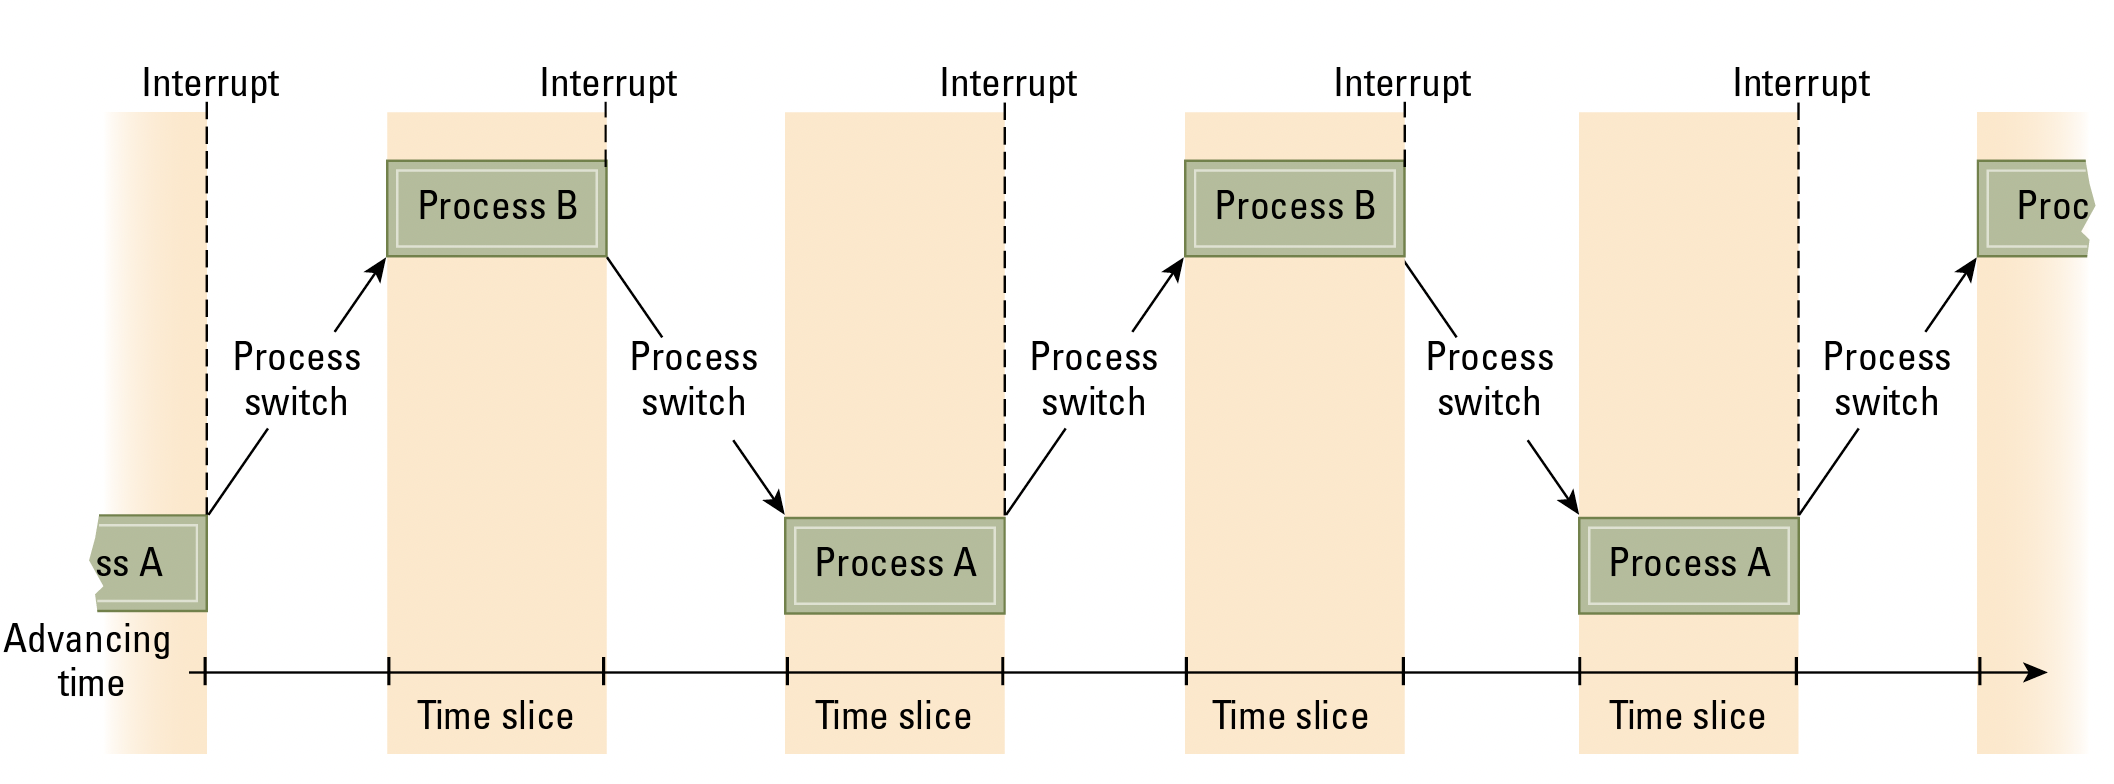 Interrupt
Interrupt
Interrupt
Interrupt
Interrupt
Process B
Process B
Proc
Process
switch
Process
switch
Process
switch
Process
switch
Process
switch
ss A
Process A
Process A
Advancing
time
Time slice
Time slice
Time slice
Time slice